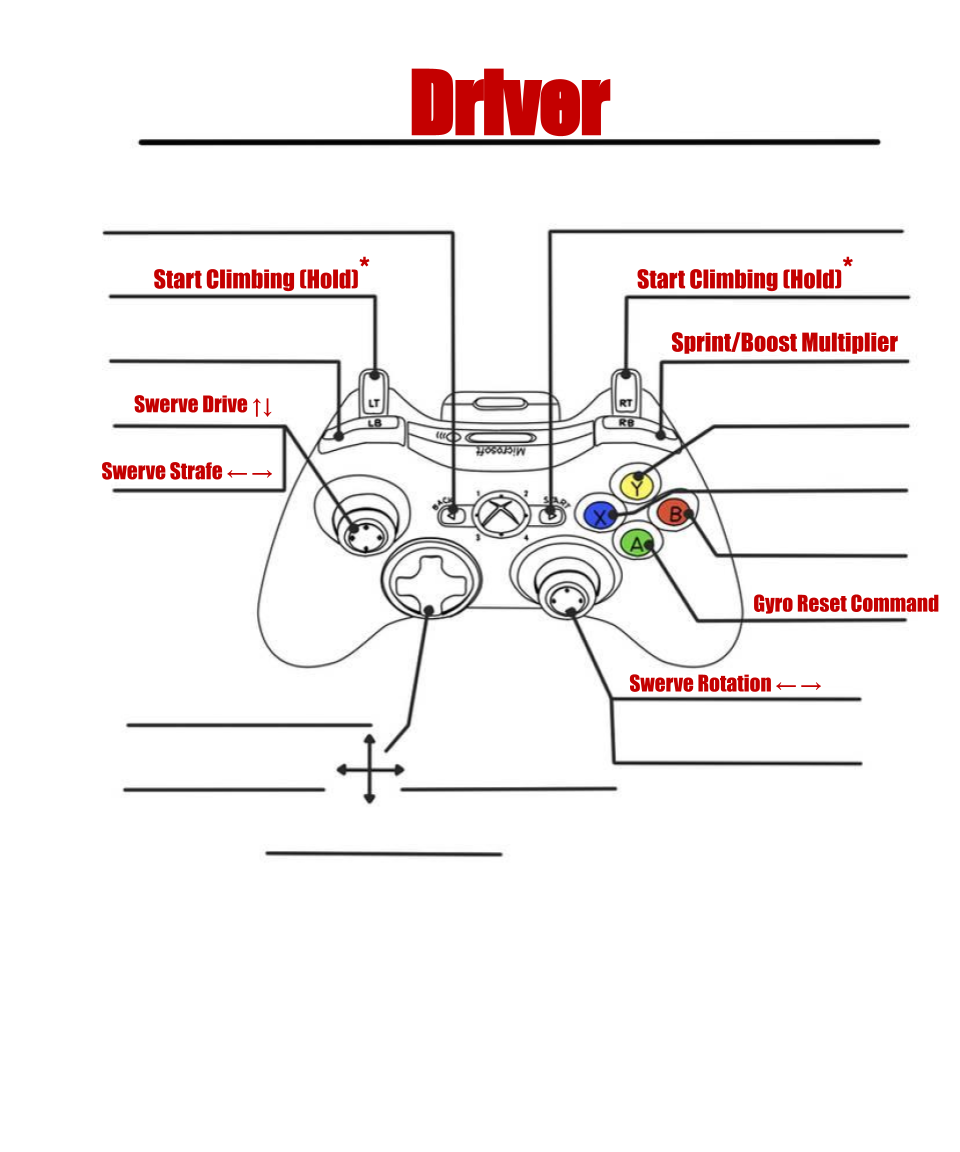 Driver
Start Climbing (Hold)*
Start Climbing (Hold)*
Sprint/Boost Multiplier
Swerve Drive ↑↓
Swerve Strafe ← →
LT
RT
LB
RB
Microsoft
BACK
1
2
START
3
4
Y
X
B
A
Gyro Reset Command
Swerve Rotation ← →